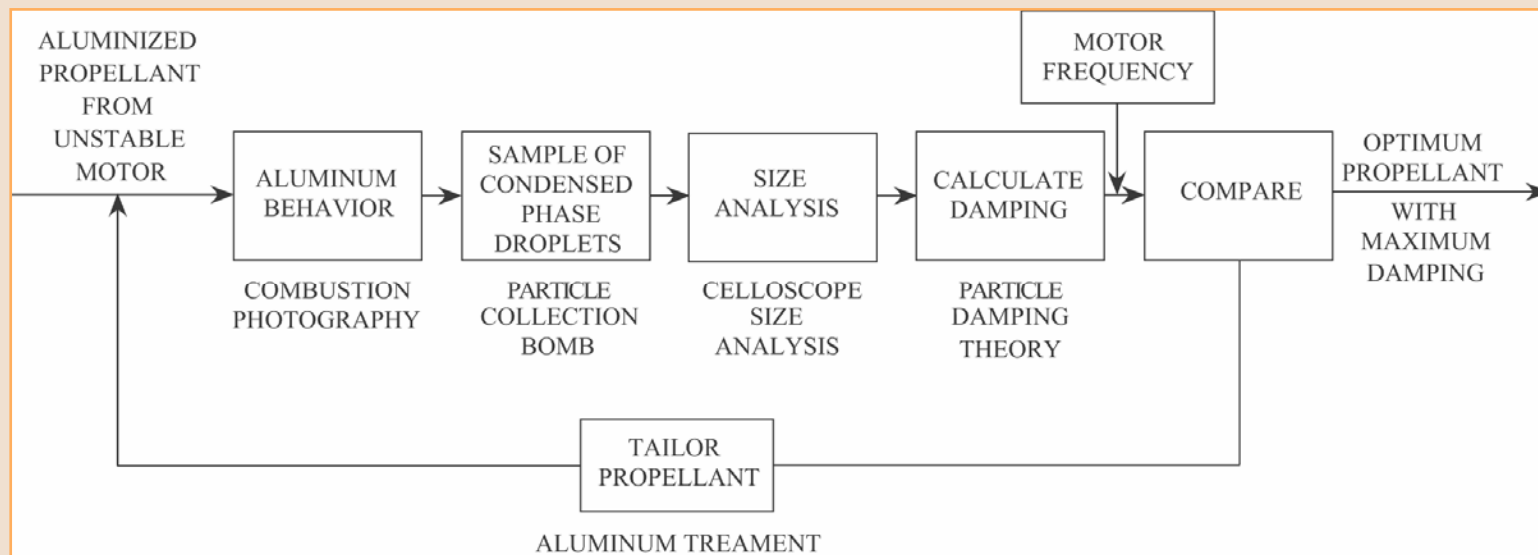 ALUMINIZED
PROPELLANT
FROM
UNSTABLE
MOTOR
ALUMINUM
BEHAVIOR
COMBUSTION
PHOTOGRAPHY
SAMPLE OF
CONDENSED
PHASE
DROPLETS
PARTICLE
COLLECTION
BOMB
SIZE
ANALYSIS
CELLOSCOPE
SIZE
ANALYSIS
CALCULATE
DAMPING
PARTICLE
DAMPING
THEORY
MOTOR
FREQUENCY
COMPARE
OPTIMUM
PROPELLANT
WITH
MAXIMUM
DAMPING
TAILOR
PROPELLANT
ALUMINUM TREAMENT